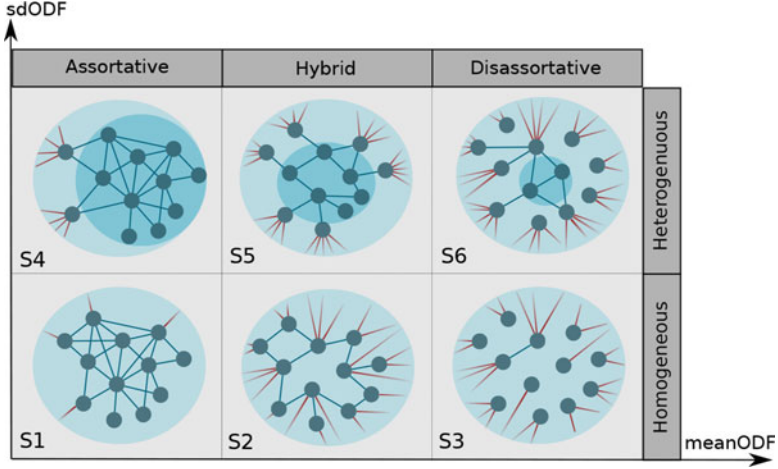 sdODF
Assortative
Hybrid
Disassortative
S4
S5
S6
Heterogenuous
S1
S2
S3
Homogeneous
meanODF